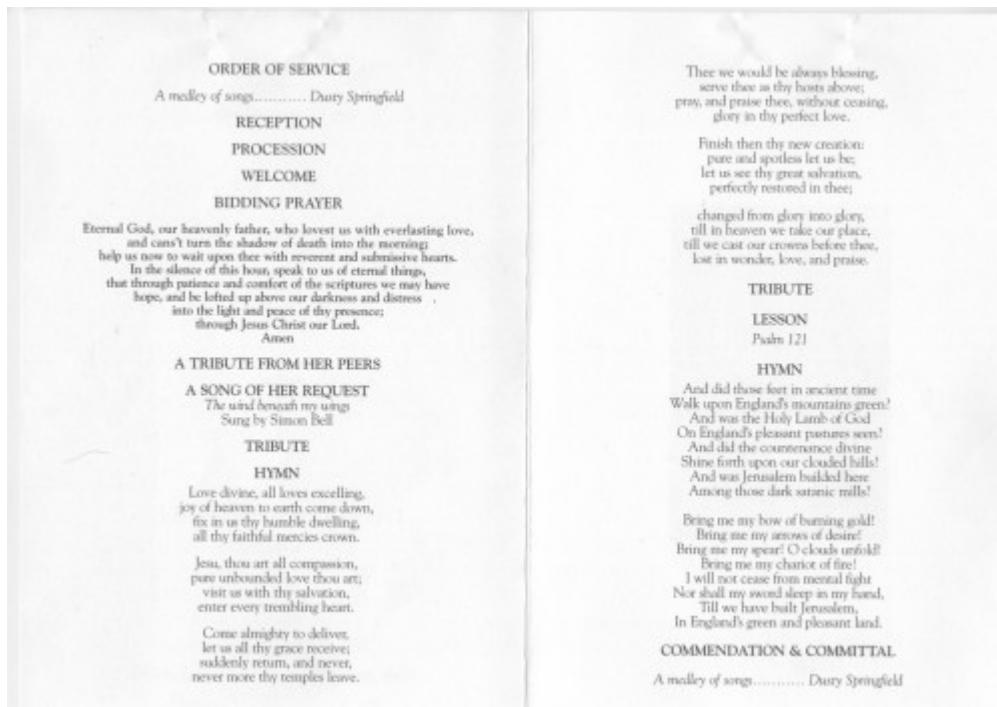 ORDER OF SERVICE
A medley of songs........... Dusty Springfield
RECEPTION
PROCESSION
WELCOME
BIDDING PRAYER
Eternal God, our heavenly father, who lovest us with everlasting love,
and cans't turn the shadow of death into the morning;
help us now to wait upon thee with reverent and submissive hearts.
In the silence of this hour, speak to us of eternal things,
that through patience and comfort of the scriptures we may have
hope, and be lofted up above our darkness and distress
into the light and peace of thy presence;
through Jesus Christ our Lord.
Amen
A TRIBUTE FROM HER PEERS
A SONG OF HER REQUEST
The wind beneath my wings
Sung by Simon Bell
TRIBUTE
HYMN
Love divine, all loves excelling,
joy of heaven to earth come down,
fix in us thy humble dwelling,
all thy faithful mercies crown.
Jesu, thou art all compassion,
pure unbounded love thou art;
visit us with thy salvation,
enter every trembling heart.
Come almighty to deliver,
let us all thy grace receive;
suddenly return, and never,
never more thy temples leave.
Thee we would be always blessing,
serve thee as thy hosts above;
pray, and praise thee, without ceasing,
glory in thy perfect love.
Finish then thy new creation:
pure and spotless let us be;
let us see thy great salvation,
perfectly restored in thee;
changed from glory into glory,
till in heaven we take our place,
till we cast our crowns before thee,
lost in wonder, love, and praise.
TRIBUTE
LESSON
Psalm 121
HYMN
And did those feet in ancient time
Walk upon England's mountains green?
And was the Holy Lamb of God
On England's pleasant pastures seen?
And did the countenance divine
Shine forth upon our clouded hills?
And was Jerusalem builded here
Among those dark satanic mills?
Bring me my bow of burning gold!
Bring me my arrows of desire!
Bring me my spear! O clouds unfold!
Bring me my chariot of fire!
I will not cease from mental fight
Nor shall my sword sleep in my hand,
Till we have built Jerusalem,
In England's green and pleasant land.
COMMENDATION & COMMITTAL
A medley of songs........... Dusty Springfield